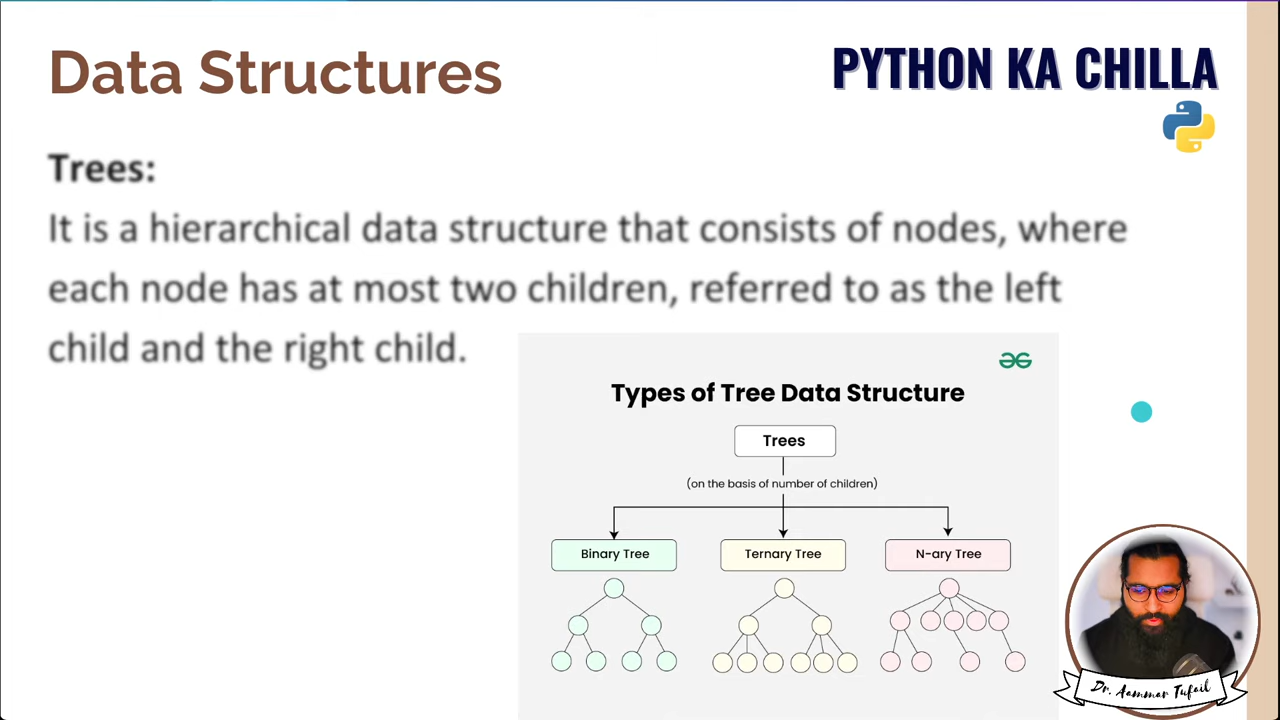 Data Structures
PYTHON KA CHILLA
Trees:
It is a hierarchical data structure that consists of nodes, where
each node has at most two children, referred to as the left
child and the right child.
Types of Tree Data Structure
Trees
(on the basis of number of children)
Binary Tree
Ternary Tree
N-ary Tree
Dr. Aammar Tufail